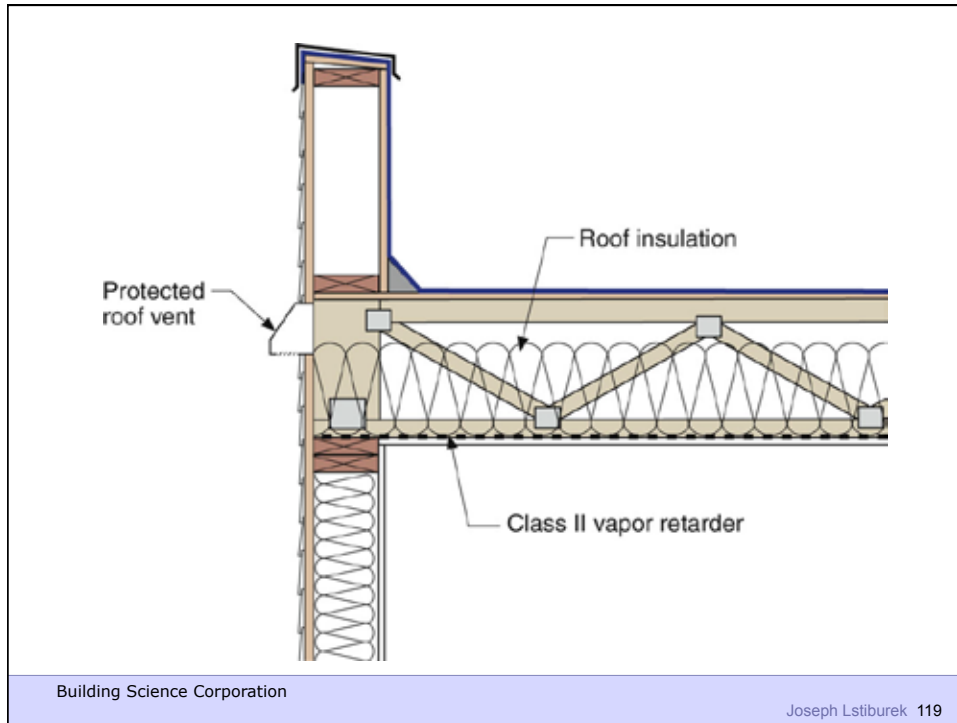 Roof insulation
Protected
roof vent
Class II vapor retarder
Building Science Corporation
Joseph Lstiburek 119